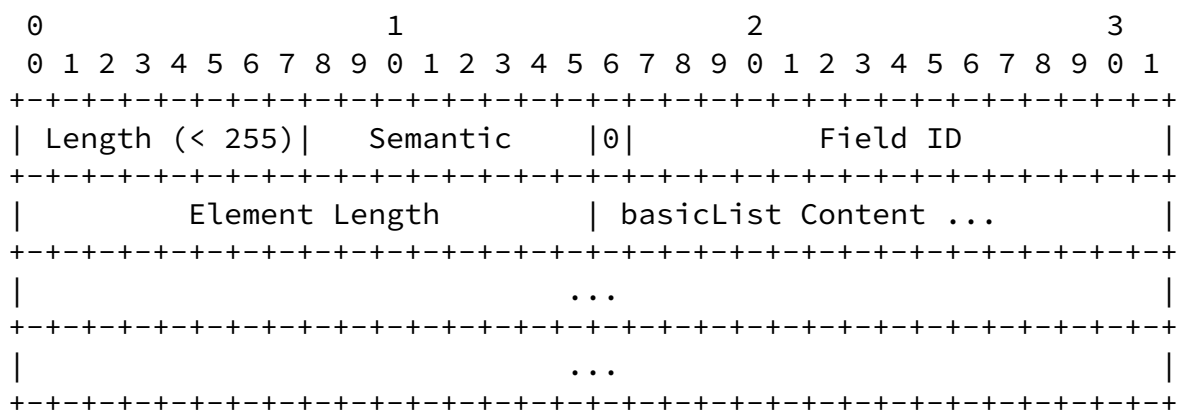 0                   1                   2                   3
 0 1 2 3 4 5 6 7 8 9 0 1 2 3 4 5 6 7 8 9 0 1 2 3 4 5 6 7 8 9 0 1
+-+-+-+-+-+-+-+-+-+-+-+-+-+-+-+-+-+-+-+-+-+-+-+-+-+-+-+-+-+-+-+-+
| Length (< 255)|   Semantic    |0|          Field ID           |
+-+-+-+-+-+-+-+-+-+-+-+-+-+-+-+-+-+-+-+-+-+-+-+-+-+-+-+-+-+-+-+-+
|         Element Length        | basicList Content ...         |
+-+-+-+-+-+-+-+-+-+-+-+-+-+-+-+-+-+-+-+-+-+-+-+-+-+-+-+-+-+-+-+-+
|                              ...                              |
+-+-+-+-+-+-+-+-+-+-+-+-+-+-+-+-+-+-+-+-+-+-+-+-+-+-+-+-+-+-+-+-+
|                              ...                              |
+-+-+-+-+-+-+-+-+-+-+-+-+-+-+-+-+-+-+-+-+-+-+-+-+-+-+-+-+-+-+-+-+